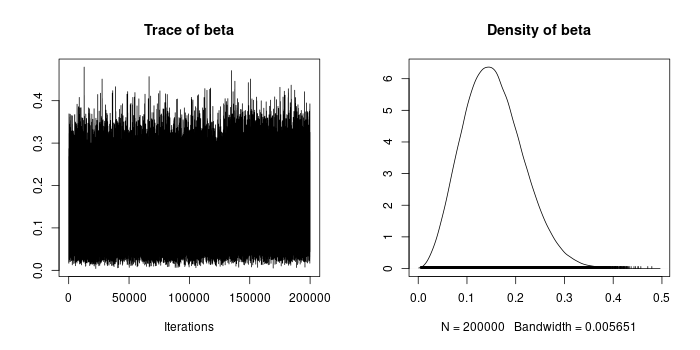 Trace of beta
0.4
0.3
0.2
0.1
0.0
0 50000 100000 150000 200000
Iterations
Density of beta
6
5
4
3
2
1
0
0.0 0.1 0.2 0.3 0.4 0.5
N = 200000 Bandwidth = 0.005651